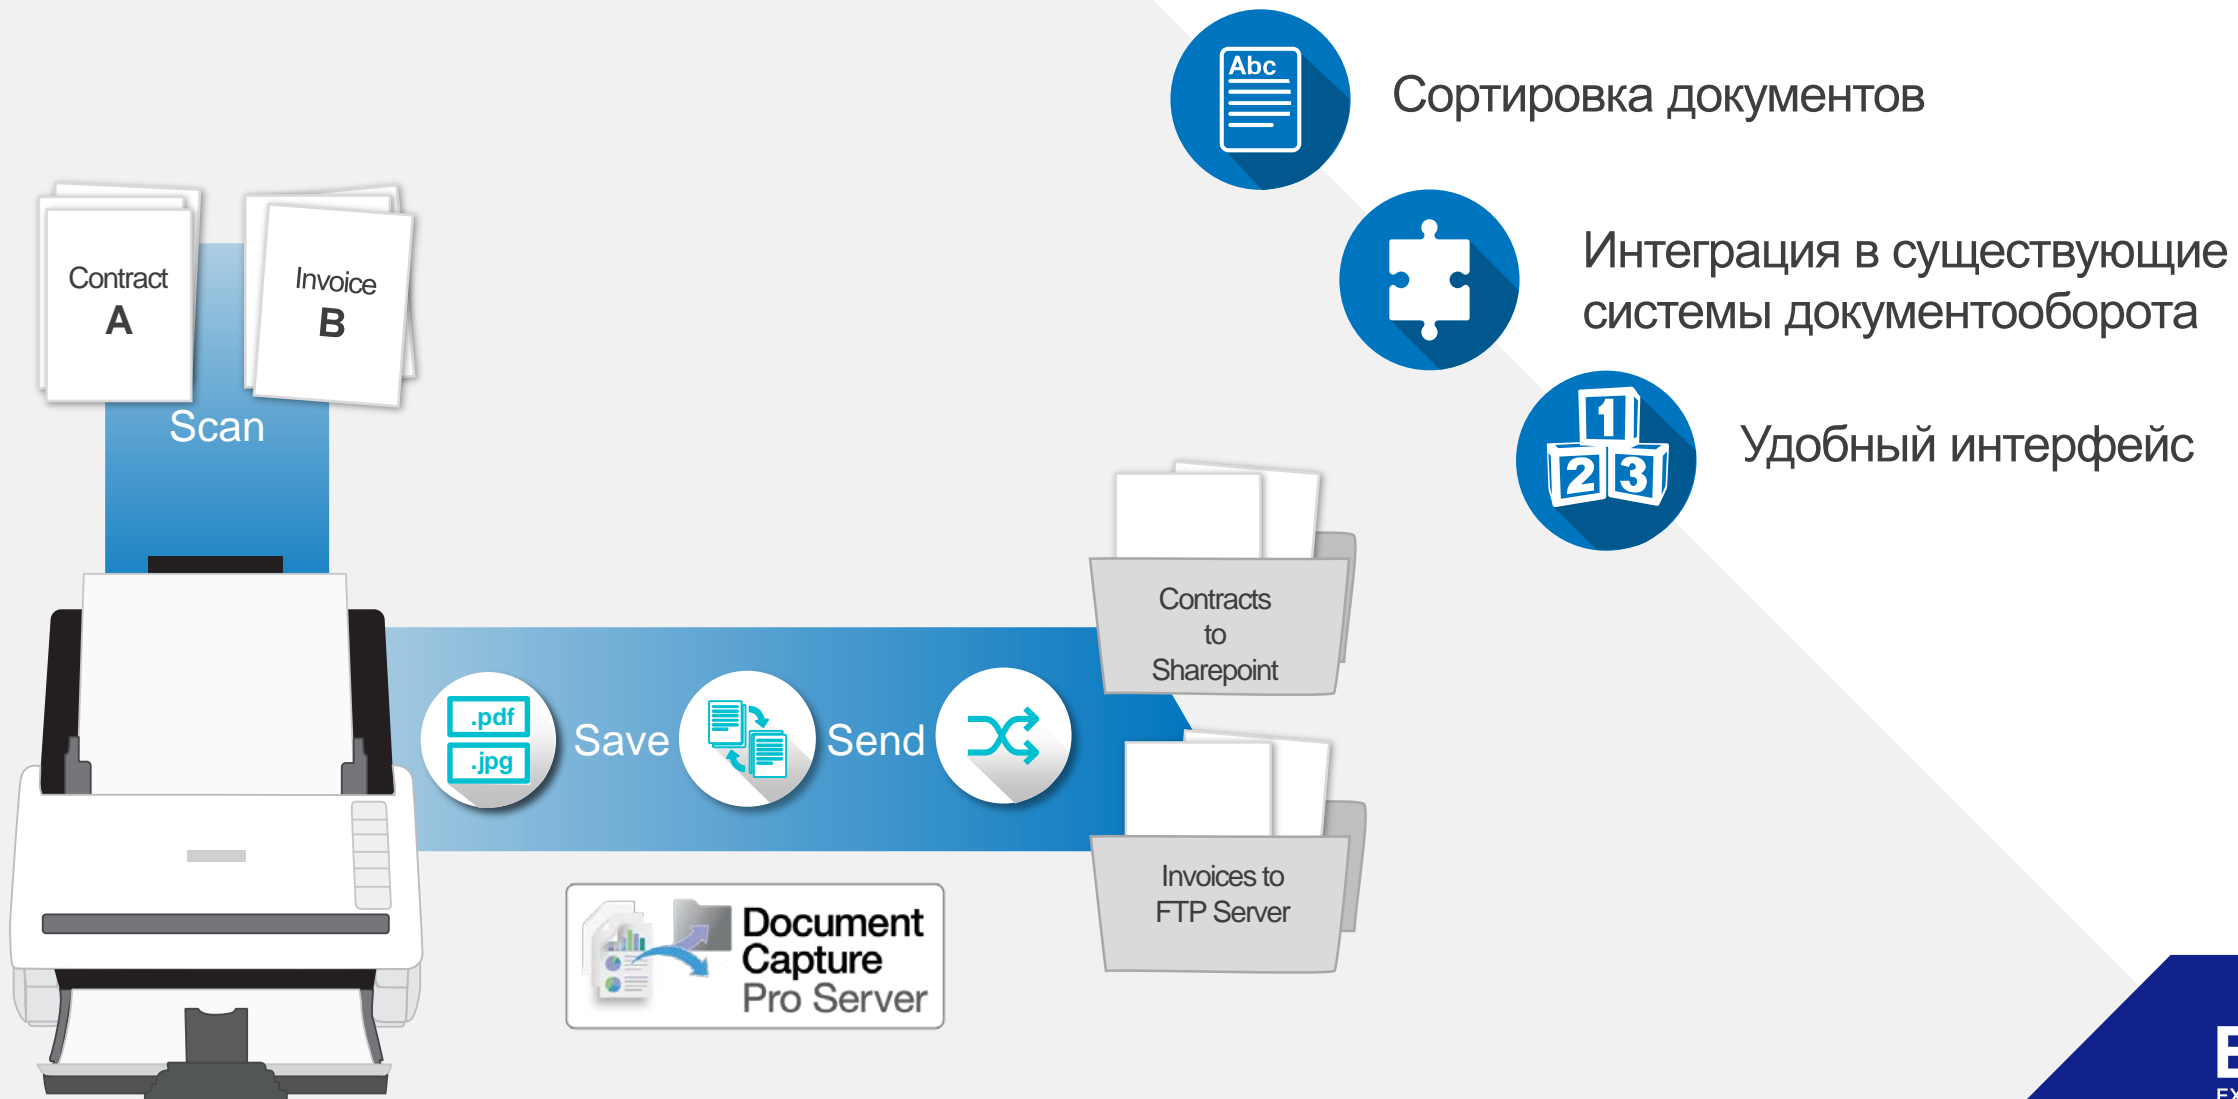 Abc
Сортировка документов
Интеграция в существующие
системы документооборота
1
2 3
Удобный интерфейс
Contract
A
Invoice
B
Scan
.pdf
.jpg
Save
Send
Contracts
to
Sharepoint
Invoices to
FTP Server
Document
Capture
Pro Server